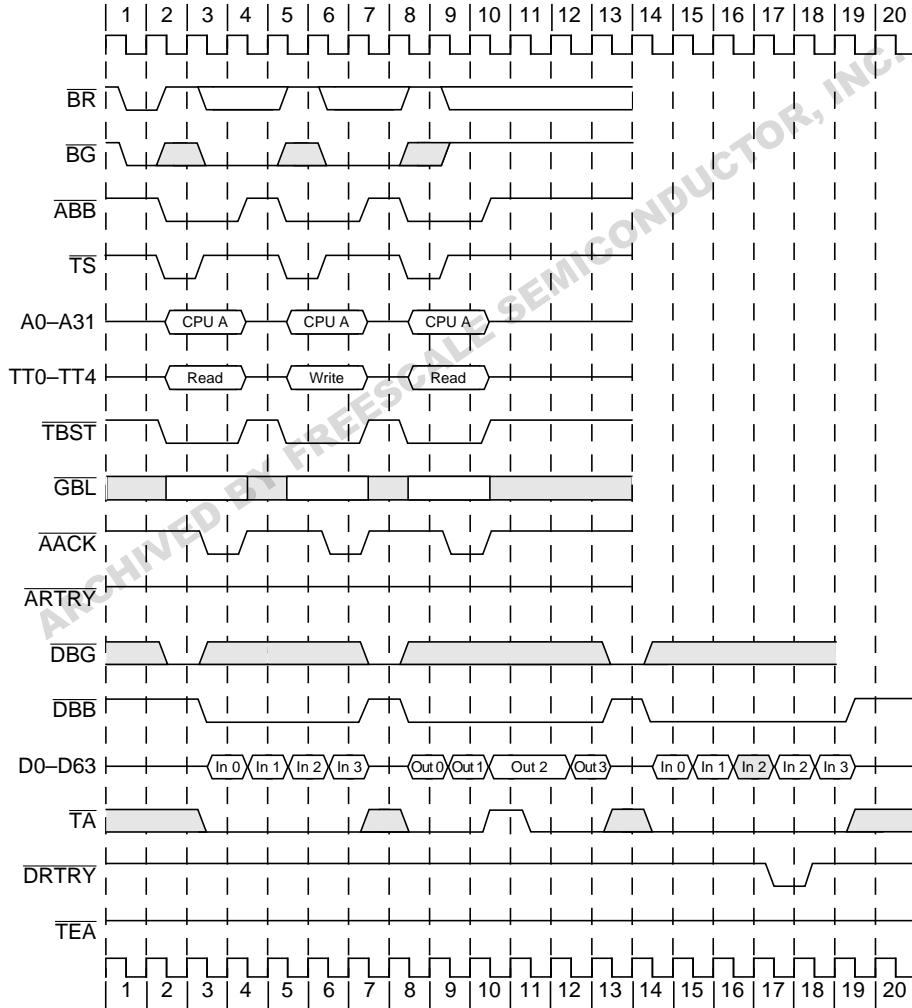 1 2 3 4 5 6 7 8 9 10 11 12 13 14 15 16 17 18 19 20
BR
BG
ABB
TS
A0–A31 CPU A CPU A CPU A
TT0–TT4 Read Write Read
TBST
GBL
AACK
ARTRY
DBG
DBB
D0–D63 In 0 In 1 In 2 In 3 Out 0 Out 1 Out 2 Out 3 In 0 In 1 In 2 In 2 In 3
TA
DRTRY
TEA
1 2 3 4 5 6 7 8 9 10 11 12 13 14 15 16 17 18 19 20
ARCHIVED BY FREESCALE SEMICONDUCTOR, INC.